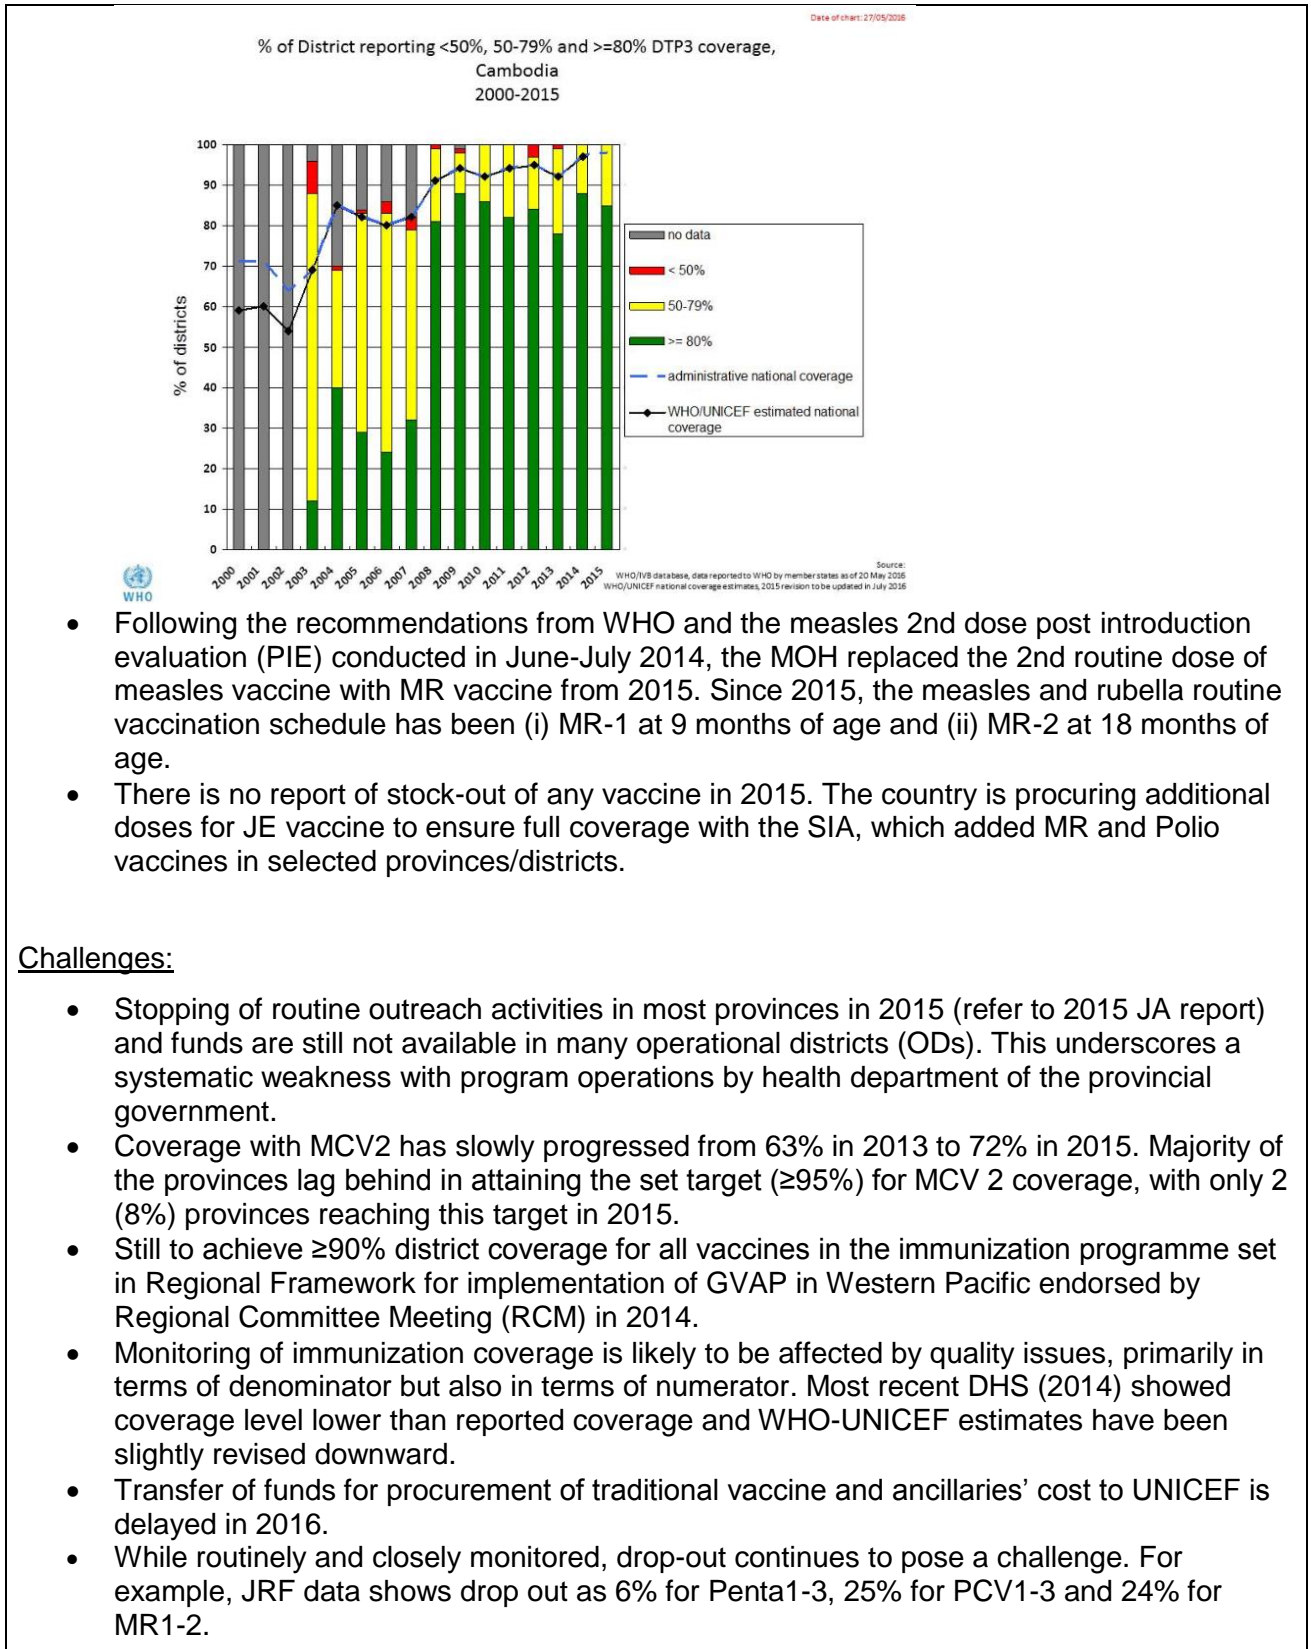 Date of chart: 27/05/2016
% of District reporting <50%, 50-79% and >=80% DTP3 coverage,
Cambodia
2000-2015
100
90
80
70
60
50
40
30
20
10
0
% of districts
2000
2001
2002
2003
2004
2005
2006
2007
2008
2009
2010
2011
2012
2013
2014
2015
no data
< 50%
50-79%
>= 80%
administrative national coverage
WHO/UNICEF estimated national
coverage
WHO
Source:
WHO/IVB database, data reported to WHO by member states as of 20 May 2016
WHO/UNICEF national coverage estimates, 2015 revision to be updated in July 2016
• Following the recommendations from WHO and the measles 2nd dose post introduction
evaluation (PIE) conducted in June-July 2014, the MOH replaced the 2nd routine dose of
measles vaccine with MR vaccine from 2015. Since 2015, the measles and rubella routine
vaccination schedule has been (i) MR-1 at 9 months of age and (ii) MR-2 at 18 months of
age.
• There is no report of stock-out of any vaccine in 2015. The country is procuring additional
doses for JE vaccine to ensure full coverage with the SIA, which added MR and Polio
vaccines in selected provinces/districts.
Challenges:
• Stopping of routine outreach activities in most provinces in 2015 (refer to 2015 JA report)
and funds are still not available in many operational districts (ODs). This underscores a
systematic weakness with program operations by health department of the provincial
government.
• Coverage with MCV2 has slowly progressed from 63% in 2013 to 72% in 2015. Majority of
the provinces lag behind in attaining the set target (≥95%) for MCV 2 coverage, with only 2
(8%) provinces reaching this target in 2015.
• Still to achieve ≥90% district coverage for all vaccines in the immunization programme set
in Regional Framework for implementation of GVAP in Western Pacific endorsed by
Regional Committee Meeting (RCM) in 2014.
• Monitoring of immunization coverage is likely to be affected by quality issues, primarily in
terms of denominator but also in terms of numerator. Most recent DHS (2014) showed
coverage level lower than reported coverage and WHO-UNICEF estimates have been
slightly revised downward.
• Transfer of funds for procurement of traditional vaccine and ancillaries’ cost to UNICEF is
delayed in 2016.
• While routinely and closely monitored, drop-out continues to pose a challenge. For
example, JRF data shows drop out as 6% for Penta1-3, 25% for PCV1-3 and 24% for
MR1-2.